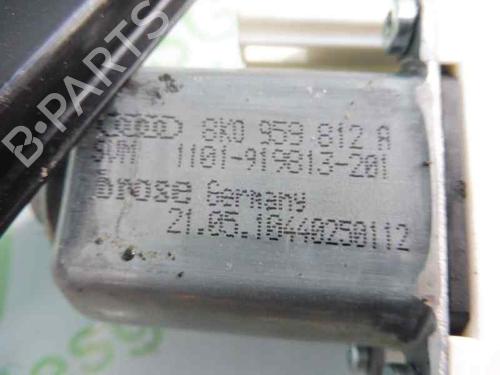 8K0 959 812 A
1101-919813-201
brose Germany
21.05.10440250112
B-PARTS